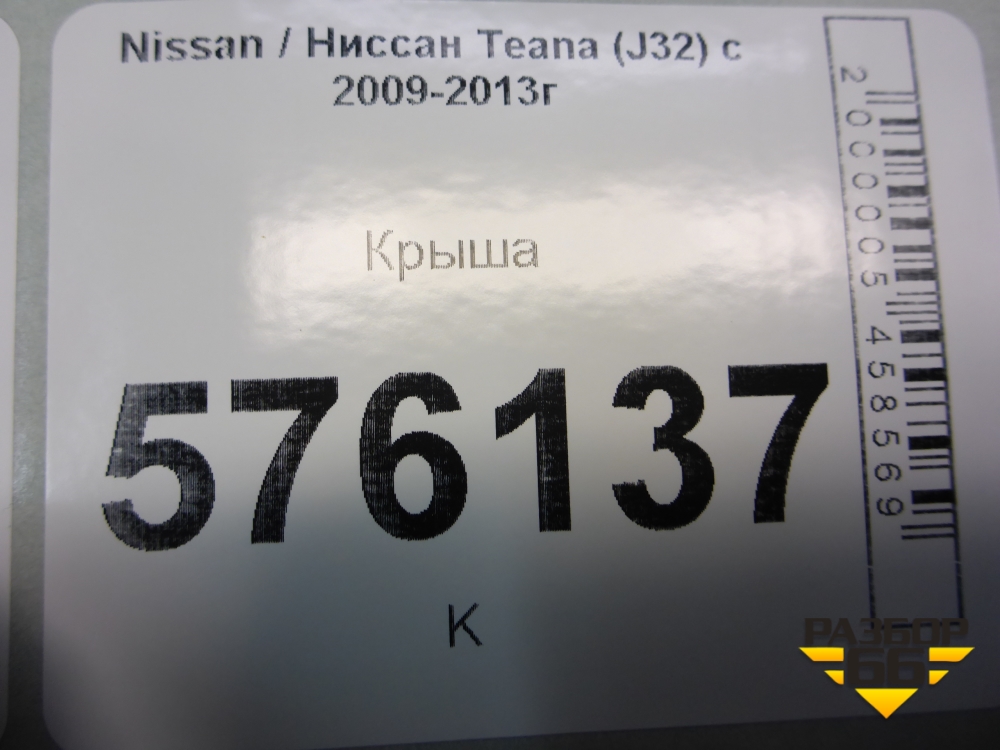 Nissan / Ниссан Teana (J32) с
2009-2013г
Крыша
576137
К
2000005458569
РАЗБОР
66